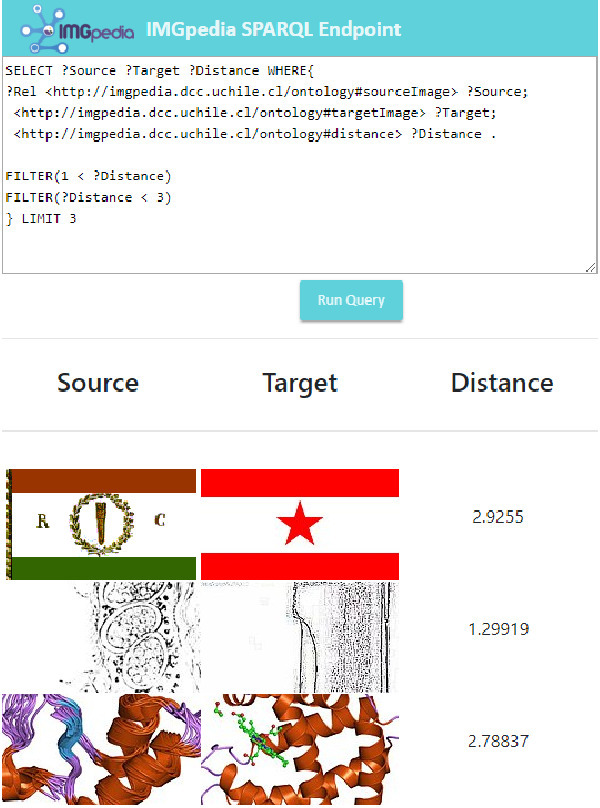 IMGpedia IMGpedia SPARQL Endpoint
SELECT ?Source ?Target ?Distance WHERE{
?Rel <http://imgpedia.dcc.uchile.cl/ontology#sourceImage> ?Source;
<http://imgpedia.dcc.uchile.cl/ontology#targetImage> ?Target;
<http://imgpedia.dcc.uchile.cl/ontology#distance> ?Distance .
FILTER(1 < ?Distance)
FILTER(?Distance < 3)
} LIMIT 3
Run Query
Source Target Distance
R C
2.9255
1.29919
2.78837